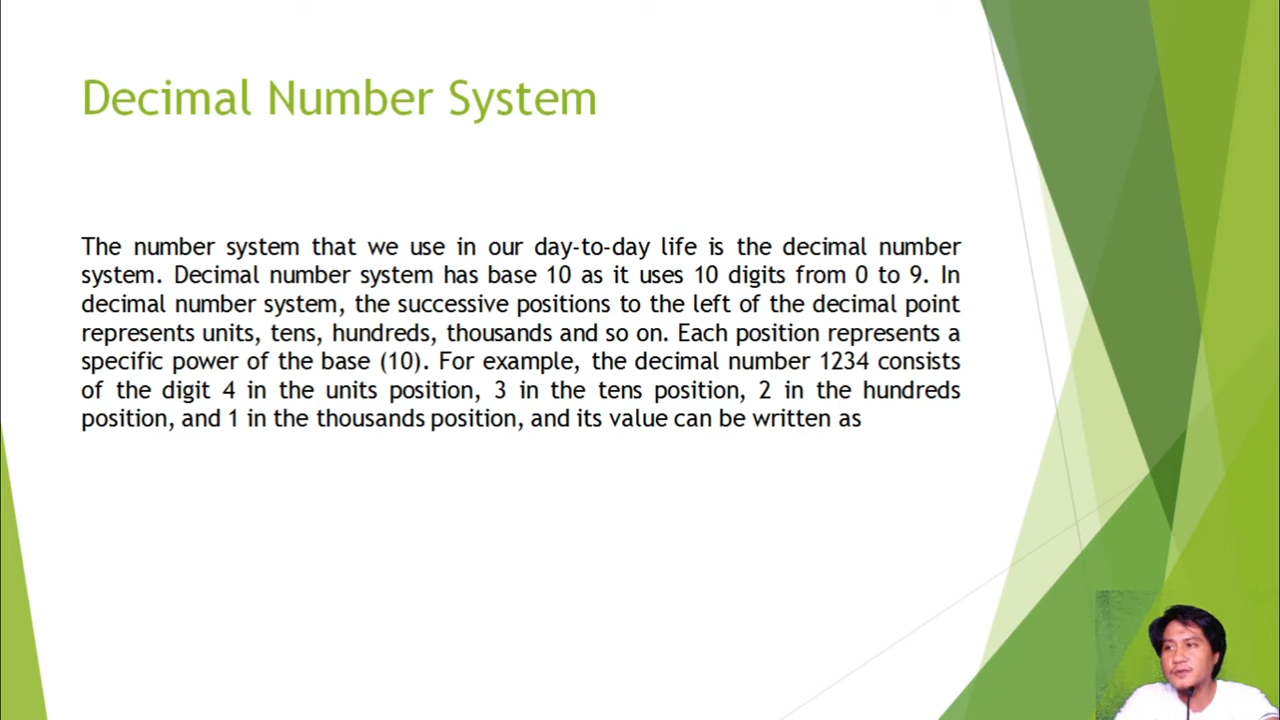 Decimal Number System
The number system that we use in our day-to-day life is the decimal number
system. Decimal number system has base 10 as it uses 10 digits from 0 to 9. In
decimal number system, the successive positions to the left of the decimal point
represents units, tens, hundreds, thousands and so on. Each position represents a
specific power of the base (10). For example, the decimal number 1234 consists
of the digit 4 in the units position, 3 in the tens position, 2 in the hundreds
position, and 1 in the thousands position, and its value can be written as